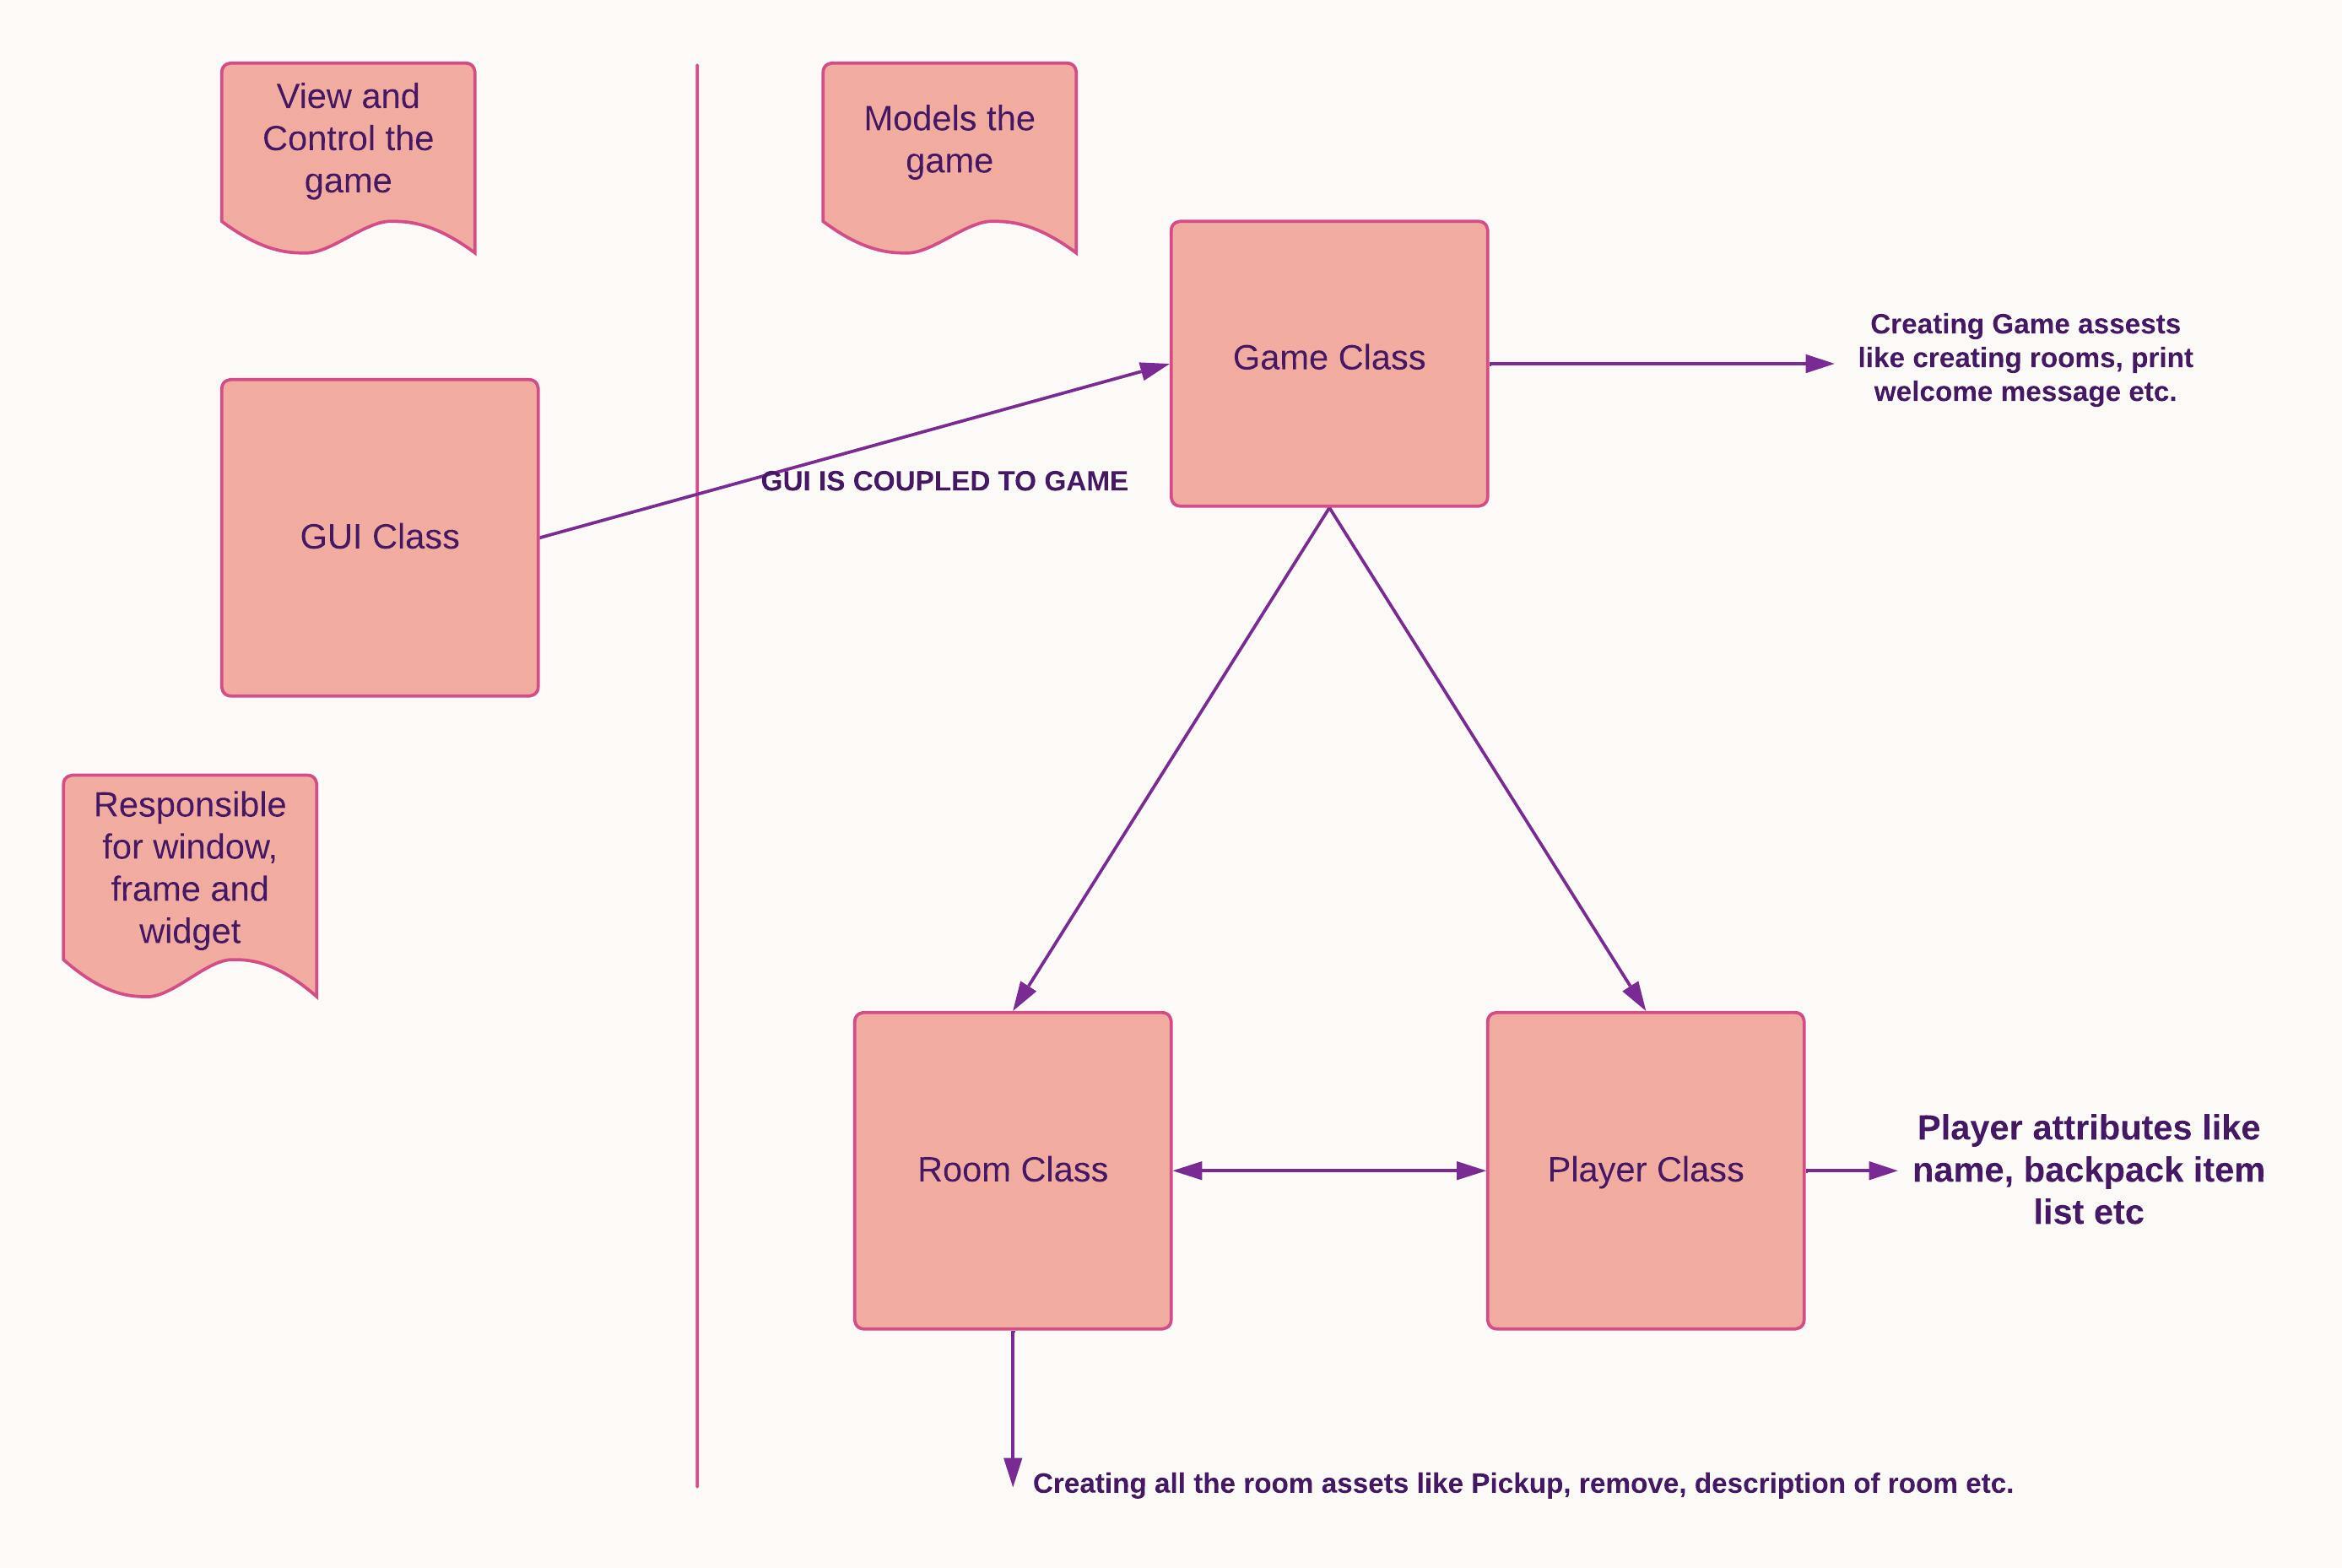 View and
Control the
game
Models the
game
Game Class
Creating Game assests
like creating rooms, print
welcome message etc.
GUI IS COUPLED TO GAME
GUI Class
Responsible
for window,
frame and
widget
Room Class
Player Class
Player attributes like
name, backpack item
list etc
Creating all the room assets like Pickup, remove, description of room etc.